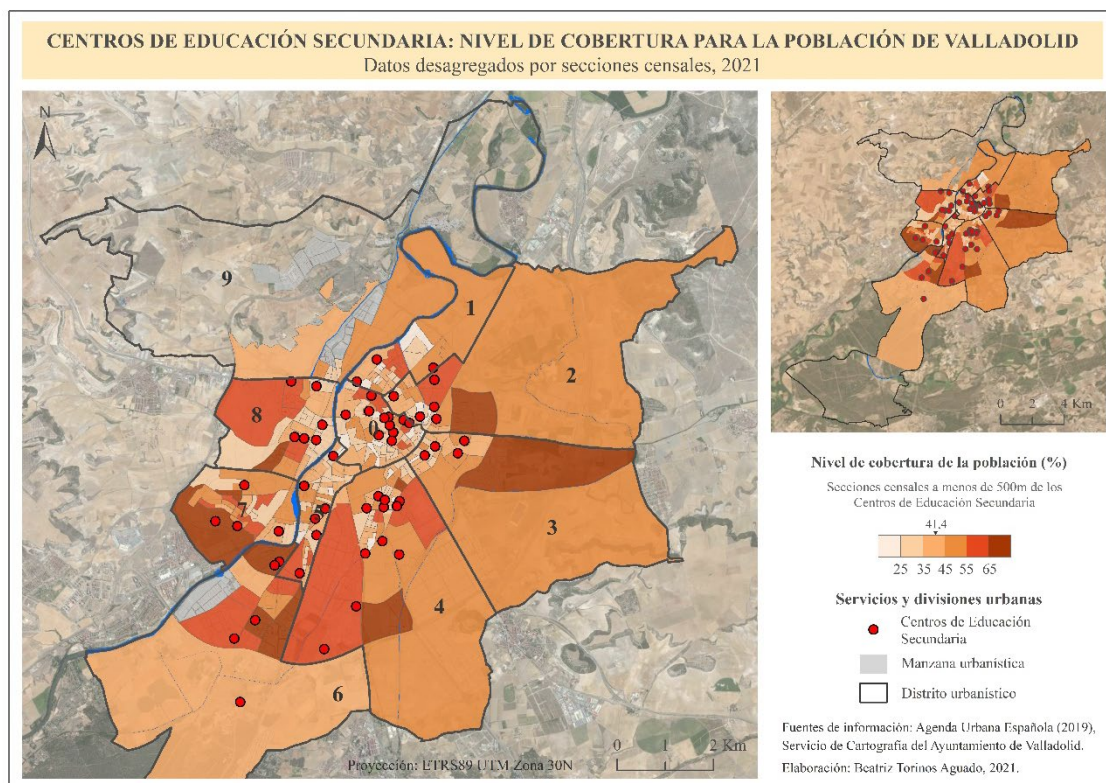 CENTROS DE EDUCACIÓN SECUNDARIA: NIVEL DE COBERTURA PARA LA POBLACIÓN DE VALLADOLID
Datos desagregados por secciones censales, 2021
N
9
1
2
8
0
7
5
3
4
6
0 1 2 Km
Proyección: ETRS89 UTM Zona 30N
0 2 4 Km
Nivel de cobertura de la población (%)
Secciones censales a menos de 500m de los
Centros de Educación Secundaria
41,4
25 35 45 55 65
Servicios y divisiones urbanas
Centros de Educación
Secundaria
Manzana urbanística
Distrito urbanístico
Fuentes de información: Agenda Urbana Española (2019),
Servicio de Cartografía del Ayuntamiento de Valladolid.
Elaboración: Beatriz Torinos Aguado, 2021.